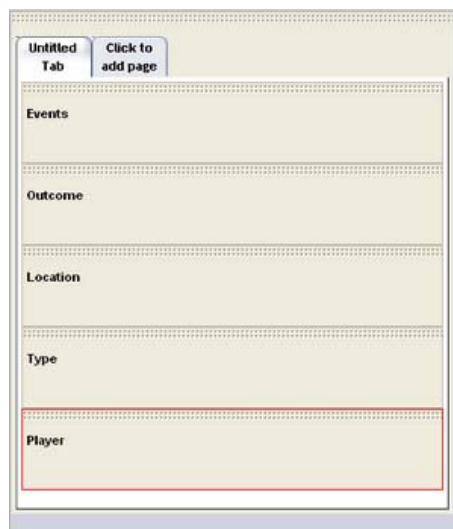 Untitled
Tab
Click to
add page
Events
Outcome
Location
Type
Player